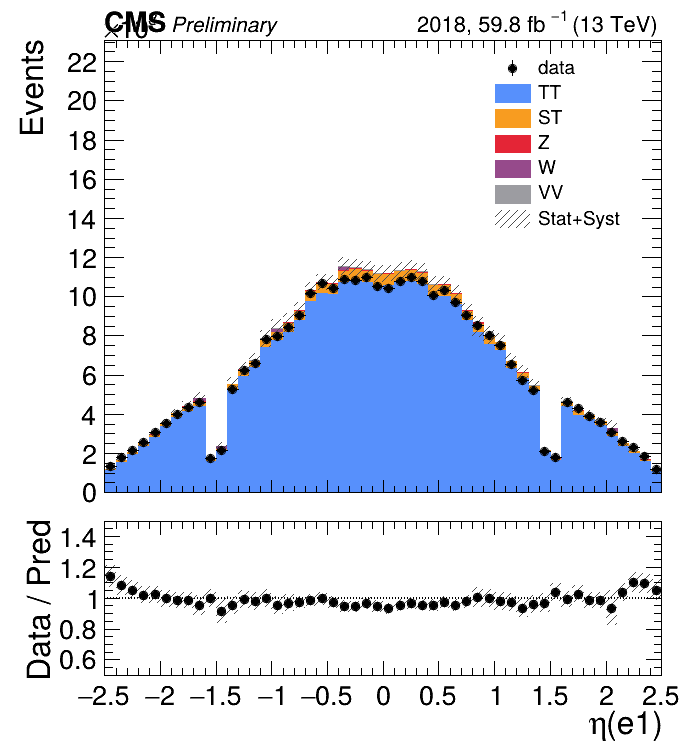 CMS Preliminary 2018, 59.8 fb⁻¹ (13 TeV)
Events
22
20
18
16
14
12
10
8
6
4
2
0
data
TT
ST
Z
W
VV
Stat+Syst
Data / Pred
1.4
1.2
1
0.8
0.6
−2.5 −2 −1.5 −1 −0.5 0 0.5 1 1.5 2 2.5
η(e1)